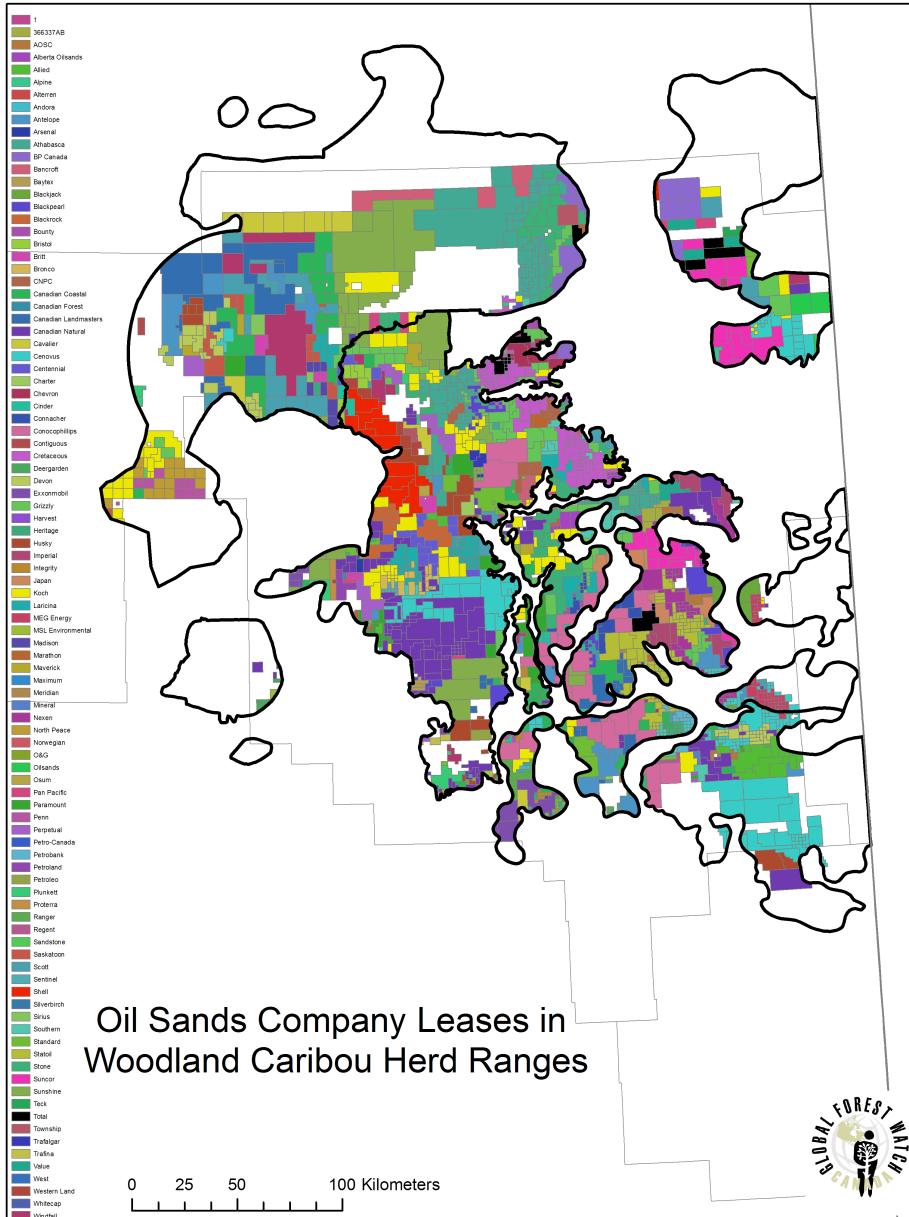 1
366337AB
AOSC
Alberta Oilsands
Allied
Alpine
Alterren
Andora
Antelope
Arsenal
Athabasca
BP Canada
Bancroft
Baytex
Blackjack
Blackpearl
Blackrock
Bounty
Bristol
Britt
Bronco
CNPC
Canadian Coastal
Canadian Forest
Canadian Landmasters
Canadian Natural
Cavalier
Cenovus
Centennial
Charter
Chevron
Cinder
Connacher
Conocophillips
Contiguous
Cretaceous
Deergarden
Devon
Exxonmobil
Grizzly
Harvest
Heritage
Husky
Imperial
Integrity
Japan
Koch
Laricina
MEG Energy
MSL Environmental
Madison
Marathon
Maverick
Maximum
Meridian
Mineral
Nexen
North Peace
Norwegian
O&G
Oilsands
Osum
Pan Pacific
Paramount
Penn
Perpetual
Petro-Canada
Petrobank
Petroland
Petroleo
Plunkett
Proterra
Ranger
Regent
Sandstone
Saskatoon
Scott
Sentinel
Shell
Silverbirch
Sirius
Southern
Standard
Statoil
Stone
Suncor
Sunshine
Teck
Total
Township
Trafalgar
Trafina
Value
West
Western Land
Whitecap
Windfall
Oil Sands Company Leases in
Woodland Caribou Herd Ranges
0 25 50 100 Kilometers
GLOBAL FOREST WATCH
CANADA